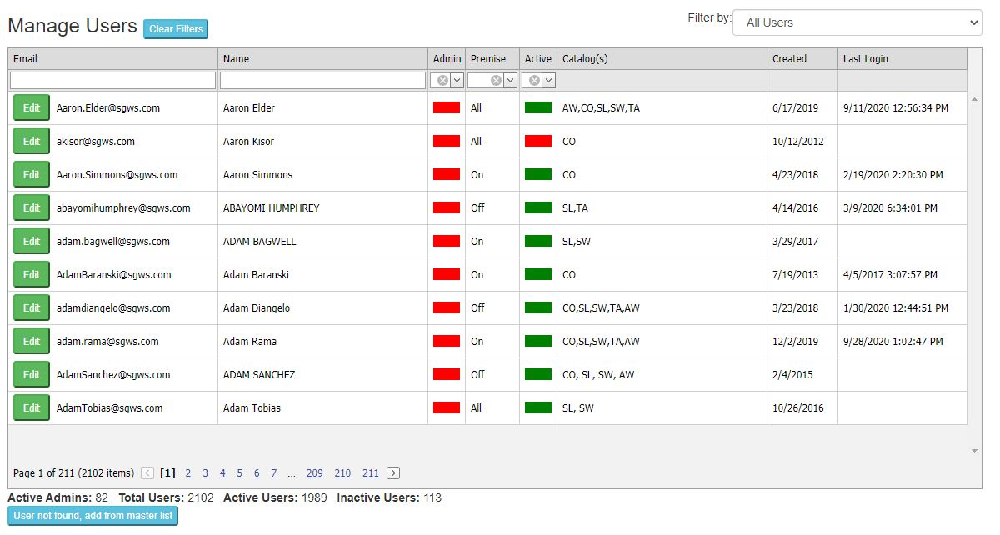 Manage Users Clear Filters Filter by: All Users
Email Name Admin Premise Active Catalog(s) Created Last Login
Edit Aaron.Elder@sgws.com Aaron Elder All AW,CO,SL,SW,TA 6/17/2019 9/11/2020 12:56:34 PM
Edit akisor@sgws.com Aaron Kisor All CO 10/12/2012
Edit Aaron.Simmons@sgws.com Aaron Simmons On CO 4/23/2018 2/19/2020 2:20:30 PM
Edit abayomihumphrey@sgws.com ABAYOMI HUMPHREY Off SL,TA 4/14/2016 3/9/2020 6:34:01 PM
Edit adam.bagwell@sgws.com ADAM BAGWELL On SL,SW 3/29/2017
Edit AdamBaranski@sgws.com Adam Baranski On CO 7/19/2013 4/5/2017 3:07:57 PM
Edit adamdiangelo@sgws.com Adam Diangelo Off CO,SL,SW,TA,AW 3/23/2018 1/30/2020 12:44:51 PM
Edit adam.rama@sgws.com Adam Rama On CO,SL,SW,TA,AW 12/2/2019 9/28/2020 1:02:47 PM
Edit AdamSanchez@sgws.com ADAM SANCHEZ Off CO, SL, SW, AW 2/4/2015
Edit AdamTobias@sgws.com Adam Tobias All SL, SW 10/26/2016
Page 1 of 211 (2102 items) < [1] 2 3 4 5 6 7 ... 209 210 211 >
Active Admins: 82 Total Users: 2102 Active Users: 1989 Inactive Users: 113
User not found, add from master list